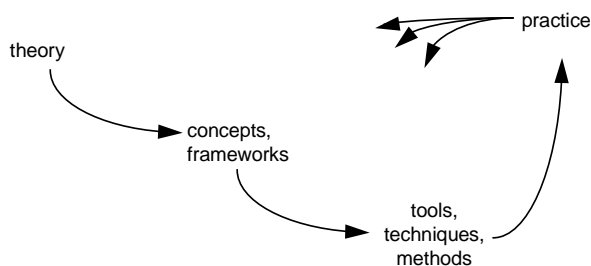 practice
theory
concepts,
frameworks
tools,
techniques,
methods